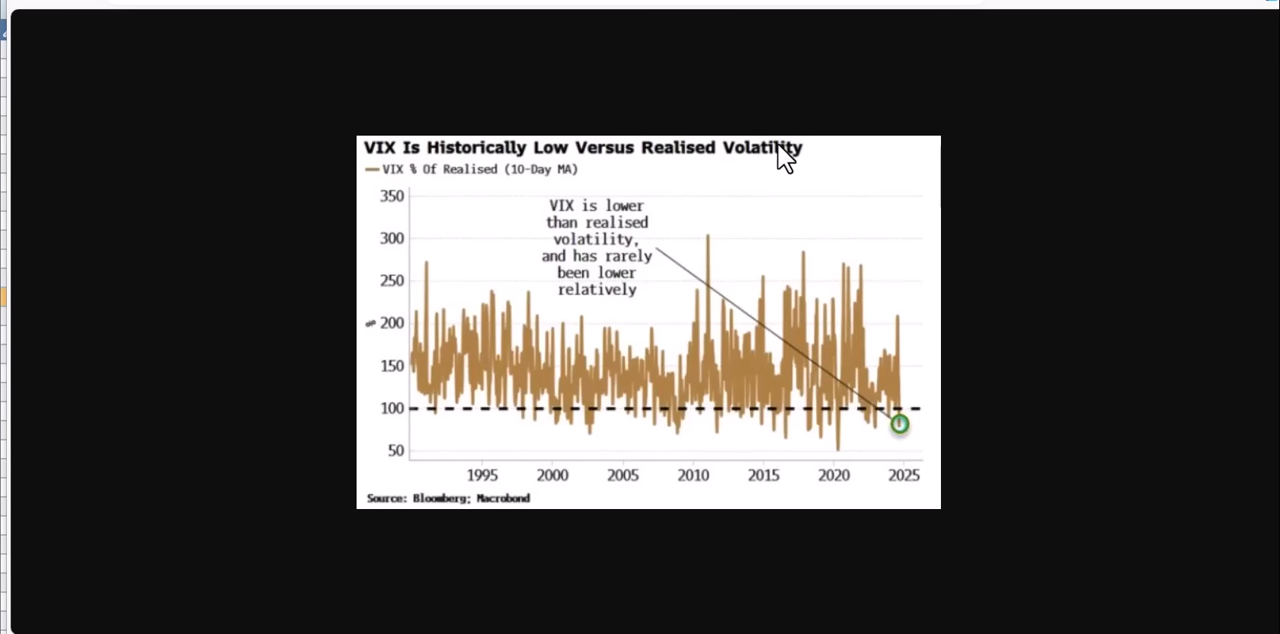 VIX Is Historically Low Versus Realised Volatility
VIX % Of Realised (10-Day MA)
350
300
250
200
150
100
50
%
VIX is lower
than realised
volatility,
and has rarely
been lower
relatively
1995
2000
2005
2010
2015
2020
2025
Source: Bloomberg; Macrobond